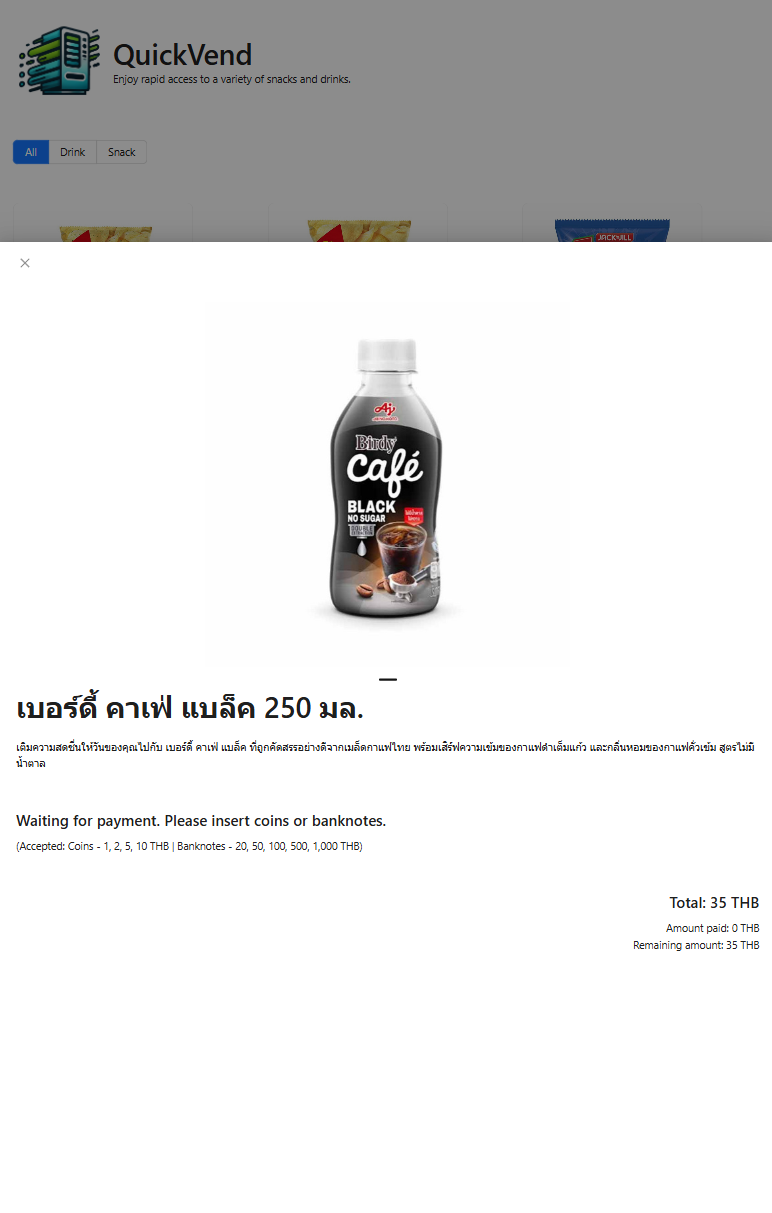 QuickVend
Enjoy rapid access to a variety of snacks and drinks.
All Drink Snack
JACK'n JILL
Aj
Birdy
café
BLACK
NO SUGAR
DOUBLE
เบอร์ดี้ คาเฟ่ แบล็ค 250 มล.
เติมความสดชื่นให้วันของคุณไปกับ เบอร์ดี้ คาเฟ่ แบล็ค ที่ถูกคัดสรรอย่างดีจากเมล็ดกาแฟไทย พร้อมเสิร์ฟความเข้มของกาแฟดำเต็มแก้ว และกลิ่นหอมของกาแฟคั่วเข้ม สูตรไม่มี
น้ำตาล
Waiting for payment. Please insert coins or banknotes.
(Accepted: Coins - 1, 2, 5, 10 THB | Banknotes - 20, 50, 100, 500, 1,000 THB)
Total: 35 THB
Amount paid: 0 THB
Remaining amount: 35 THB